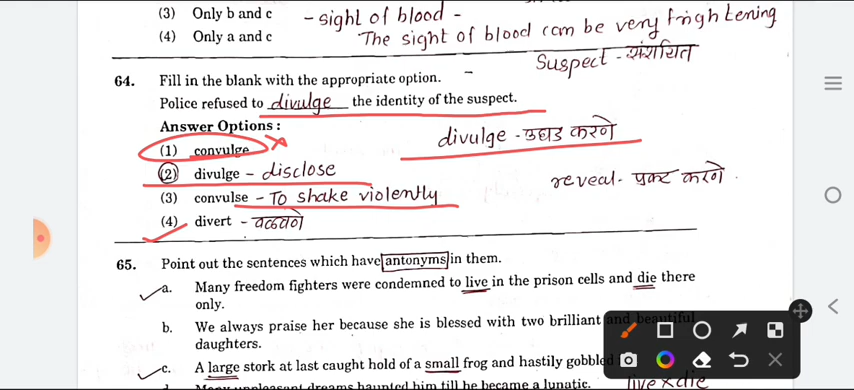 (3) Only b and c - sight of blood -
(4) Only a and c The sight of blood can be very frightening
Suspect - संशयित
64. Fill in the blank with the appropriate option.
Police refused to divulge the identity of the suspect.
Answer Options :
(1) convulge
divulge - उघड करणे
(2) divulge - disclose
reveal - प्रकट करणे
(3) convulse - To shake violently
(4) divert - वळवणे
65. Point out the sentences which have antonyms in them.
a. Many freedom fighters were condemned to live in the prison cells and die there
only.
b. We always praise her because she is blessed with two brilliant and beautiful
daughters.
c. A large stork at last caught hold of a small frog and hastily gobbled
live × die